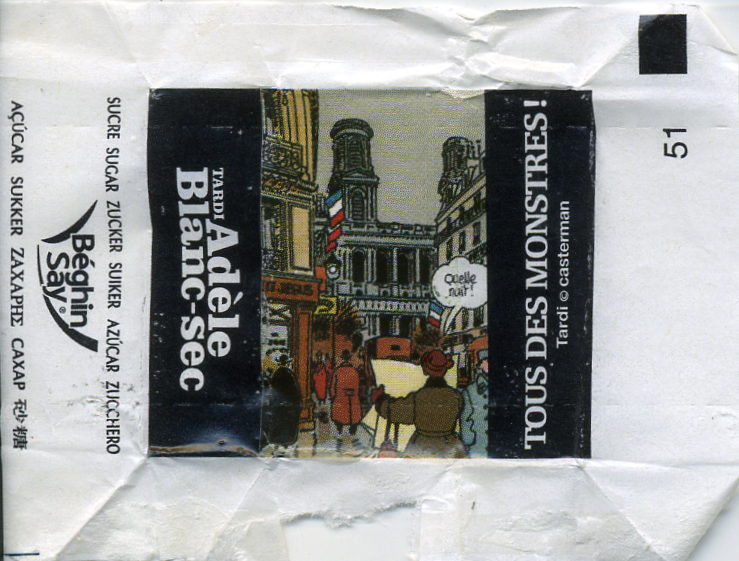 AÇÚCAR SUKKER ΖΑΧΑΡΗΣ САХАР 砂糖
SUCRE SUGAR ZUCKER SUIKER AZÚCAR ZUCCHERO
Béghin
Say®
TARDI
Adèle
Blanc-sec
Quelle
nuit !
TOUS DES MONSTRES!
Tardi © casterman
51